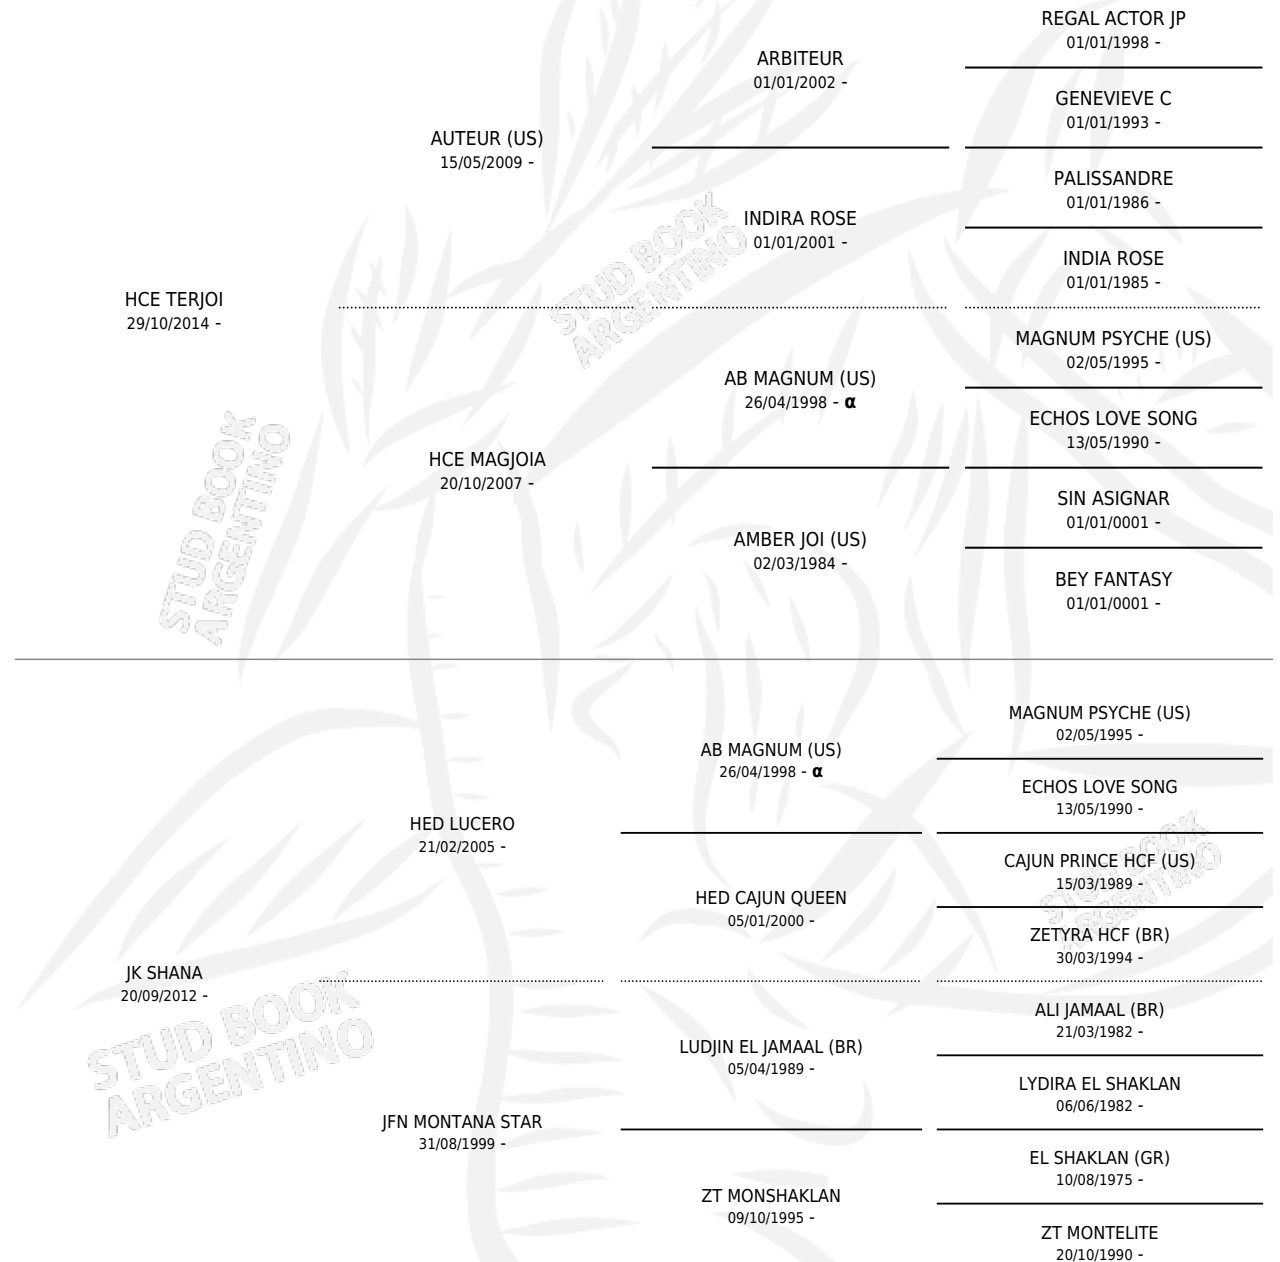 REGAL ACTOR JP
01/01/1998 -
ARBITEUR
01/01/2002 -
GENEVIEVE C
01/01/1993 -
AUTEUR (US)
15/05/2009 -
PALISSANDRE
01/01/1986 -
INDIRA ROSE
01/01/2001 -
INDIA ROSE
01/01/1985 -
HCE TERJOI
29/10/2014 -
MAGNUM PSYCHE (US)
02/05/1995 -
AB MAGNUM (US)
26/04/1998 - α
ECHOS LOVE SONG
13/05/1990 -
HCE MAGJOIA
20/10/2007 -
SIN ASIGNAR
01/01/0001 -
AMBER JOI (US)
02/03/1984 -
BEY FANTASY
01/01/0001 -
MAGNUM PSYCHE (US)
02/05/1995 -
AB MAGNUM (US)
26/04/1998 - α
ECHOS LOVE SONG
13/05/1990 -
HED LUCERO
21/02/2005 -
CAJUN PRINCE HCF (US)
15/03/1989 -
HED CAJUN QUEEN
05/01/2000 -
ZETYRA HCF (BR)
30/03/1994 -
JK SHANA
20/09/2012 -
ALI JAMAAL (BR)
21/03/1982 -
LUDJIN EL JAMAAL (BR)
05/04/1989 -
LYDIRA EL SHAKLAN
06/06/1982 -
JFN MONTANA STAR
31/08/1999 -
EL SHAKLAN (GR)
10/08/1975 -
ZT MONSHAKLAN
09/10/1995 -
ZT MONTELITE
20/10/1990 -
STUD BOOK
ARGENTINO
STUD BOOK
ARGENTINO
STUD BOOK
ARGENTINO
STUD BOOK
ARGENTINO